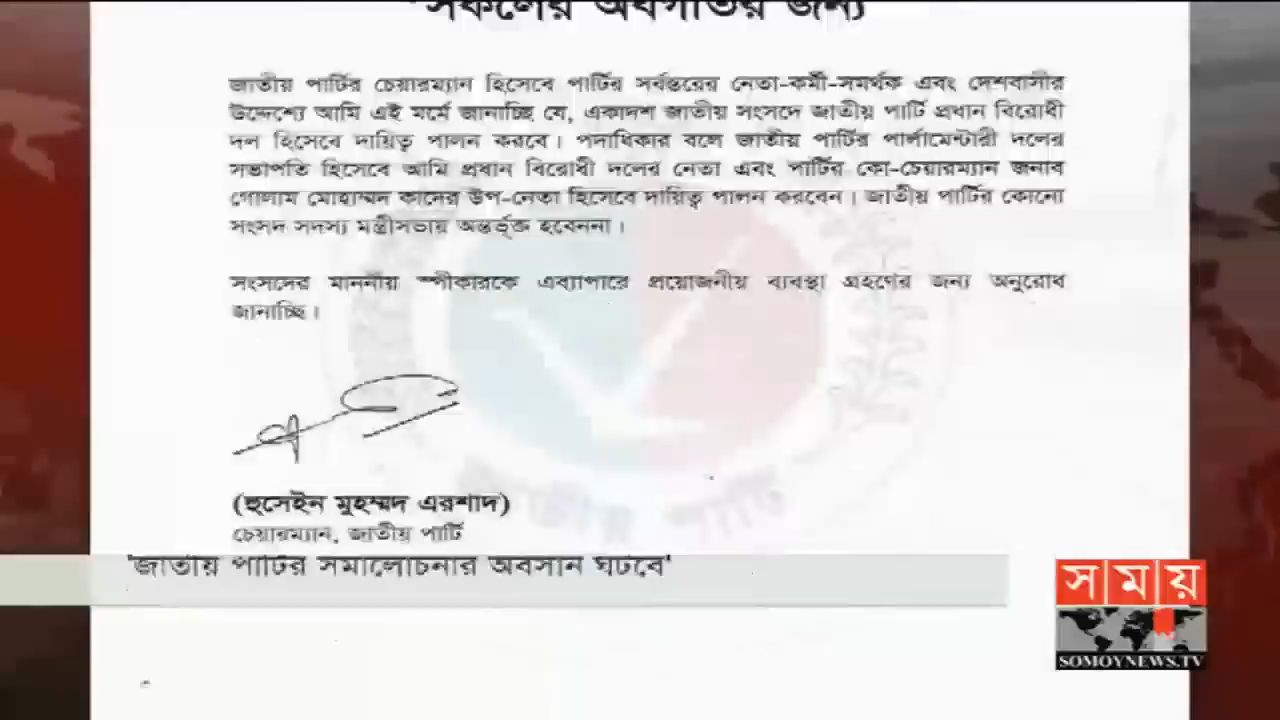 "সকলের অবগতির জন্য
জাতীয় পার্টির চেয়ারম্যান হিসেবে পার্টির সর্বস্তরের নেতা-কর্মী-সমর্থক এবং দেশবাসীর
উদ্দেশ্যে আমি এই মর্মে জানাচ্ছি যে, একাদশ জাতীয় সংসদে জাতীয় পার্টি প্রধান বিরোধী
দল হিসেবে দায়িত্ব পালন করবে। পদাধিকার বলে জাতীয় পার্টির পার্লামেন্টারী দলের
সভাপতি হিসেবে আমি প্রধান বিরোধী দলের নেতা এবং পার্টির কো-চেয়ারম্যান জনাব
গোলাম মোহাম্মদ কাদের উপ-নেতা হিসেবে দায়িত্ব পালন করবেন। জাতীয় পার্টির কোনো
সংসদ সদস্য মন্ত্রীসভায় অন্তর্ভূক্ত হবেননা।
সংসদের মাননীয় স্পীকারকে এব্যাপারে প্রয়োজনীয় ব্যবস্থা গ্রহণের জন্য অনুরোধ
জানাচ্ছি।
(হুসেইন মুহম্মদ এরশাদ)
চেয়ারম্যান, জাতীয় পার্টি
'জাতীয় পার্টির সমালোচনার অবসান ঘটবে'
সময়
SOMOYNEWS.TV